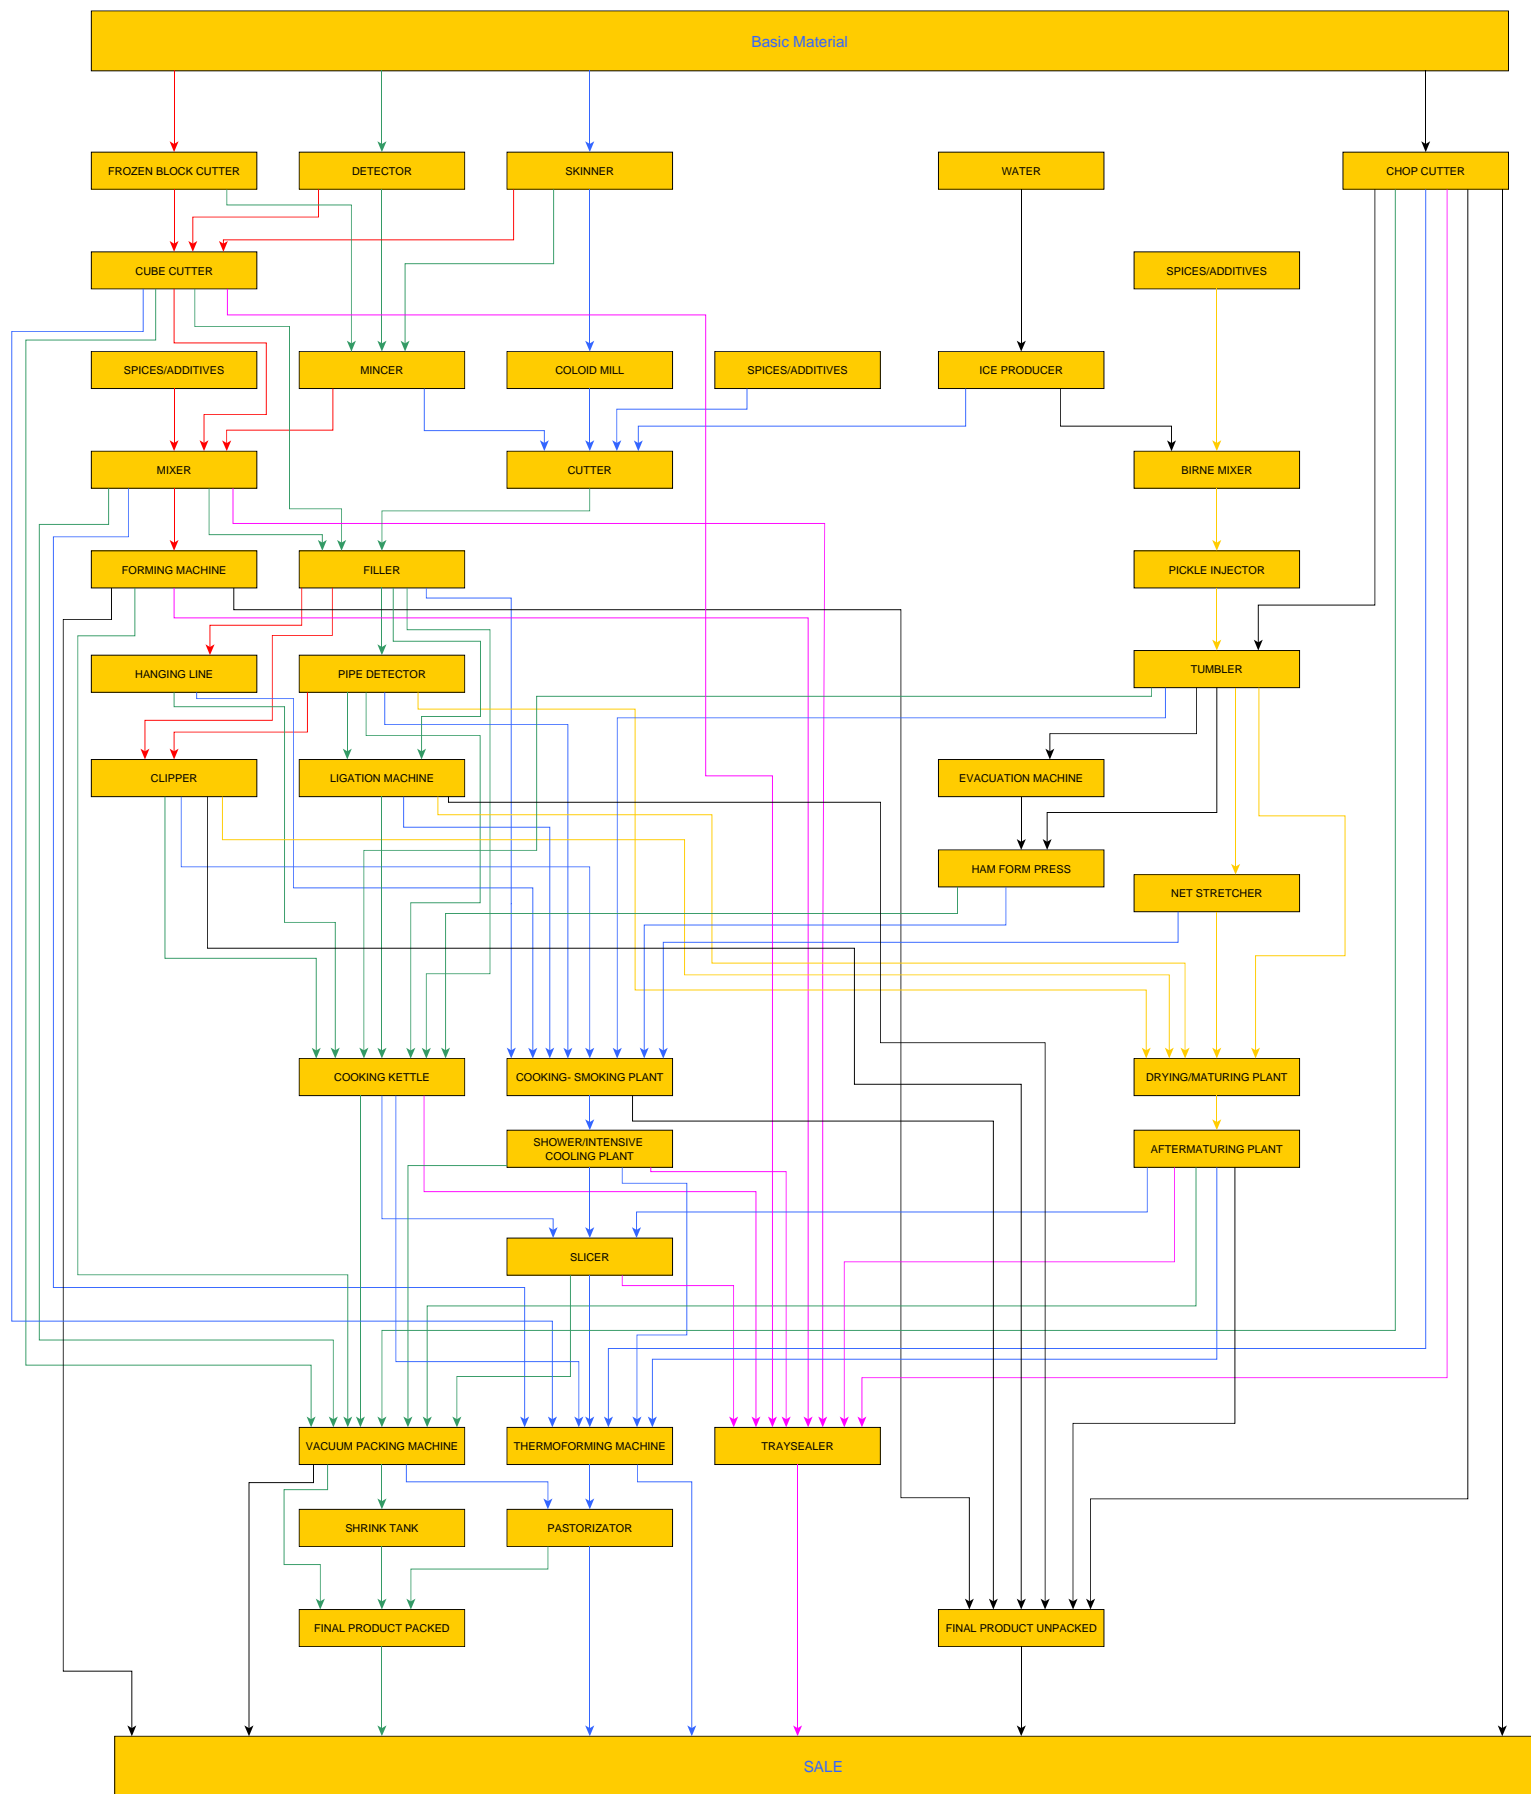 Basic Material
FROZEN BLOCK CUTTER
DETECTOR
SKINNER
WATER
CHOP CUTTER
CUBE CUTTER
SPICES/ADDITIVES
SPICES/ADDITIVES
MINCER
COLOID MILL
SPICES/ADDITIVES
ICE PRODUCER
MIXER
CUTTER
BIRNE MIXER
FORMING MACHINE
FILLER
PICKLE INJECTOR
HANGING LINE
PIPE DETECTOR
TUMBLER
CLIPPER
LIGATION MACHINE
EVACUATION MACHINE
HAM FORM PRESS
NET STRETCHER
COOKING KETTLE
COOKING- SMOKING PLANT
DRYING/MATURING PLANT
SHOWER/INTENSIVE
COOLING PLANT
AFTERMATURING PLANT
SLICER
VACUUM PACKING MACHINE
THERMOFORMING MACHINE
TRAYSEALER
SHRINK TANK
PASTORIZATOR
FINAL PRODUCT PACKED
FINAL PRODUCT UNPACKED
SALE